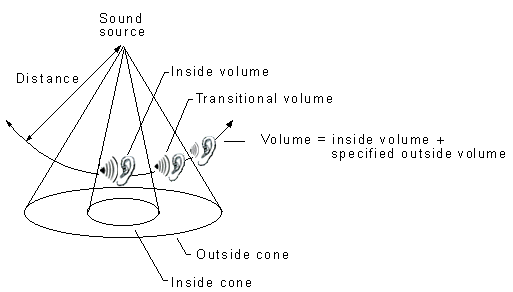 Sound
source
Distance
Inside volume
Transitional volume
Volume = inside volume +
specified outside volume
Outside cone
Inside cone